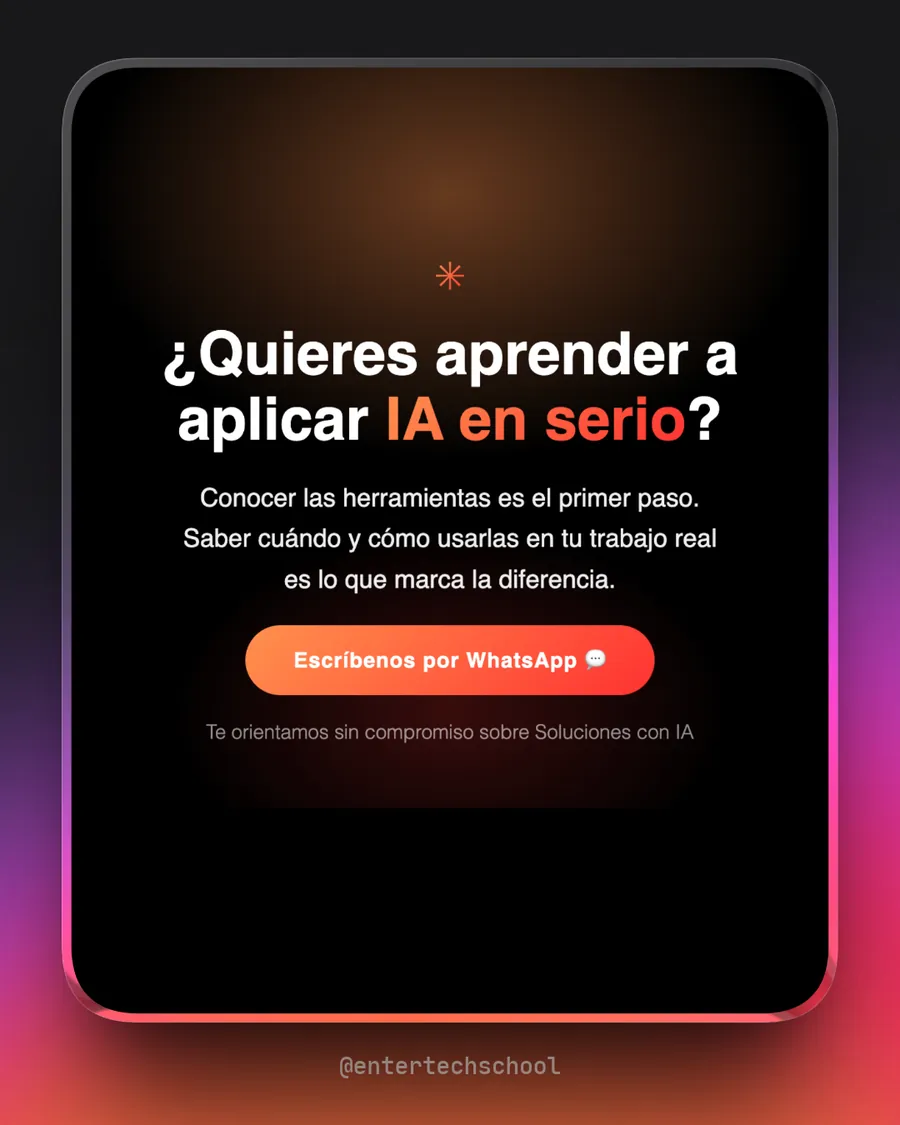 ¿Quieres aprender a
aplicar IA en serio?
Conocer las herramientas es el primer paso.
Saber cuándo y cómo usarlas en tu trabajo real
es lo que marca la diferencia.
Escríbenos por WhatsApp 💬
Te orientamos sin compromiso sobre Soluciones con IA
@entertechschool